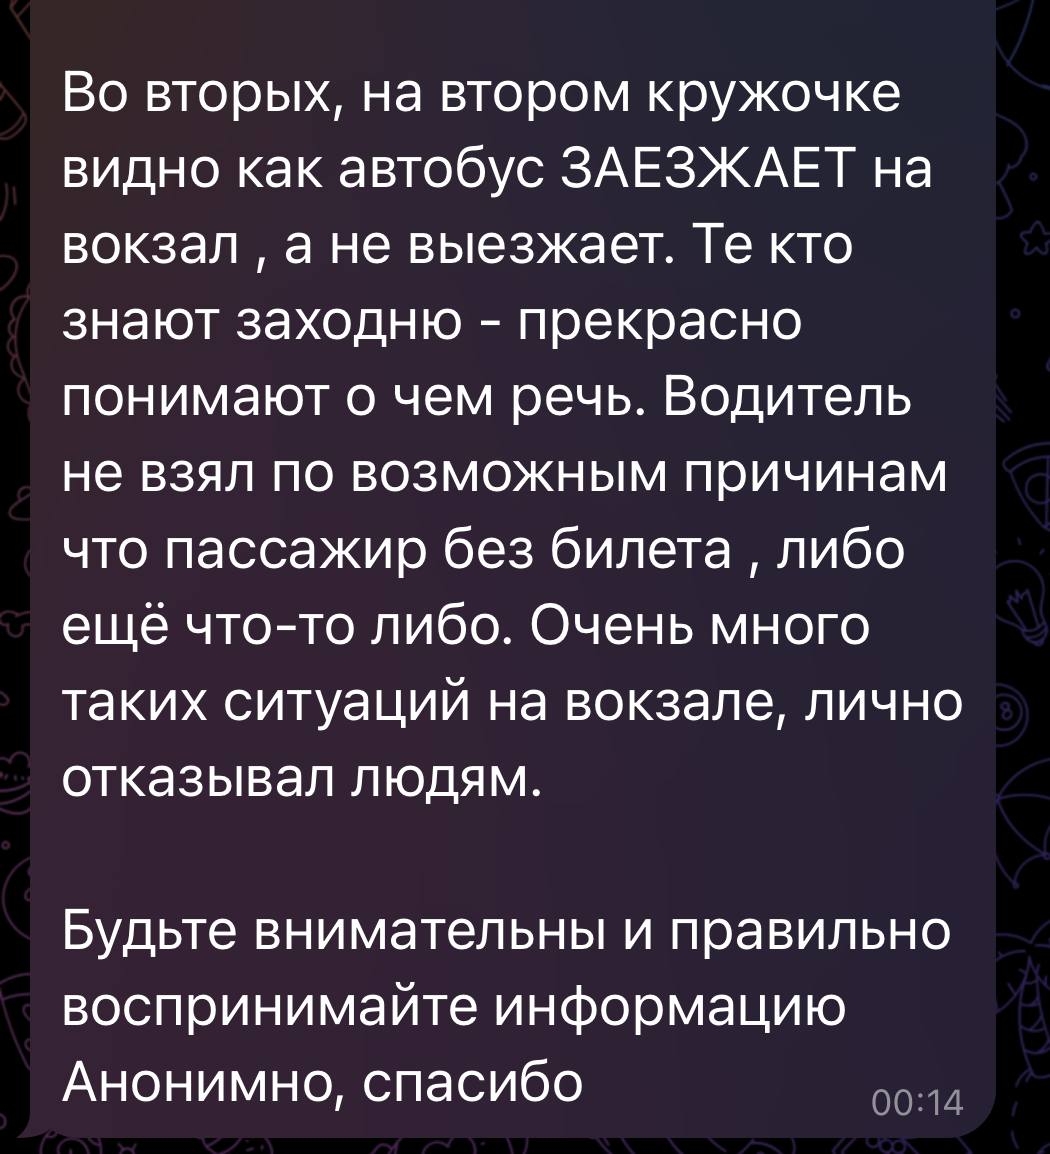 Во вторых, на втором кружочке
видно как автобус ЗАЕЗЖАЕТ на
вокзал , а не выезжает. Те кто
знают заходню - прекрасно
понимают о чем речь. Водитель
не взял по возможным причинам
что пассажир без билета , либо
ещё что-то либо. Очень много
таких ситуаций на вокзале, лично
отказывал людям.
Будьте внимательны и правильно
воспринимайте информацию
Анонимно, спасибо
00:14